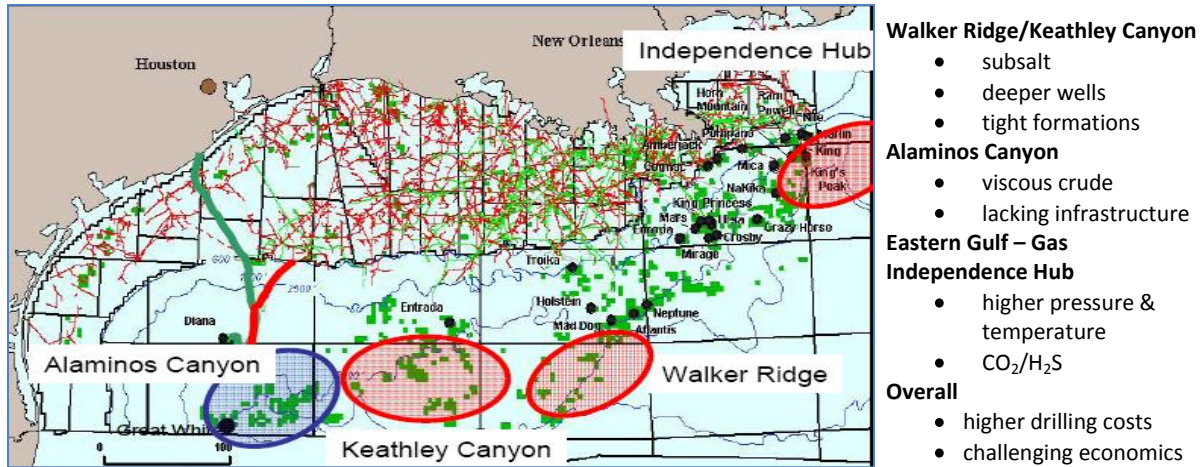 New Orleans
Independence Hub
Houston
Horn
Mountain
Ram
Powell
Nile
Marlin
Pompano
Amberjack
Cognac
Mica
King
King's
Peak
NaKika
King Princess
Mars
Ursa
Europa
Crazy Horse
Crosby
Mirage
Troika
600'
2500
Diana
Entrada
Holstein
Neptune
Mad Dog
Atlantis
Alaminos Canyon
Walker Ridge
Keathley Canyon
0
100
Walker Ridge/Keathley Canyon
• subsalt
• deeper wells
• tight formations
Alaminos Canyon
• viscous crude
• lacking infrastructure
Eastern Gulf – Gas
Independence Hub
• higher pressure &
temperature
• CO₂/H₂S
Overall
• higher drilling costs
• challenging economics